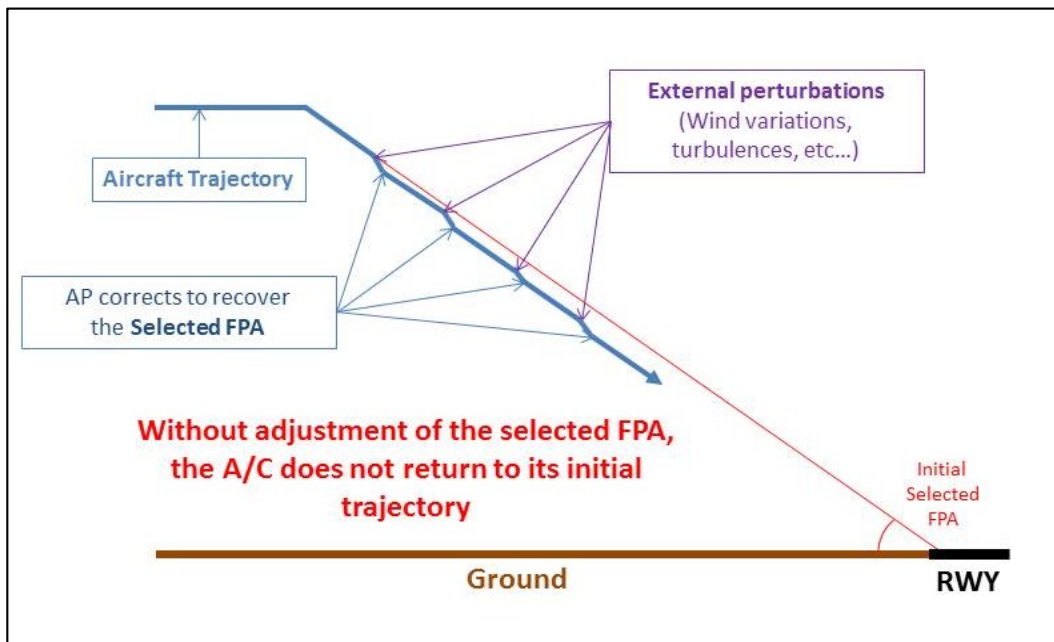 External perturbations
(Wind variations,
turbulences, etc...)
Aircraft Trajectory
AP corrects to recover
the Selected FPA
Without adjustment of the selected FPA,
the A/C does not return to its initial
trajectory
Initial
Selected
FPA
Ground
RWY